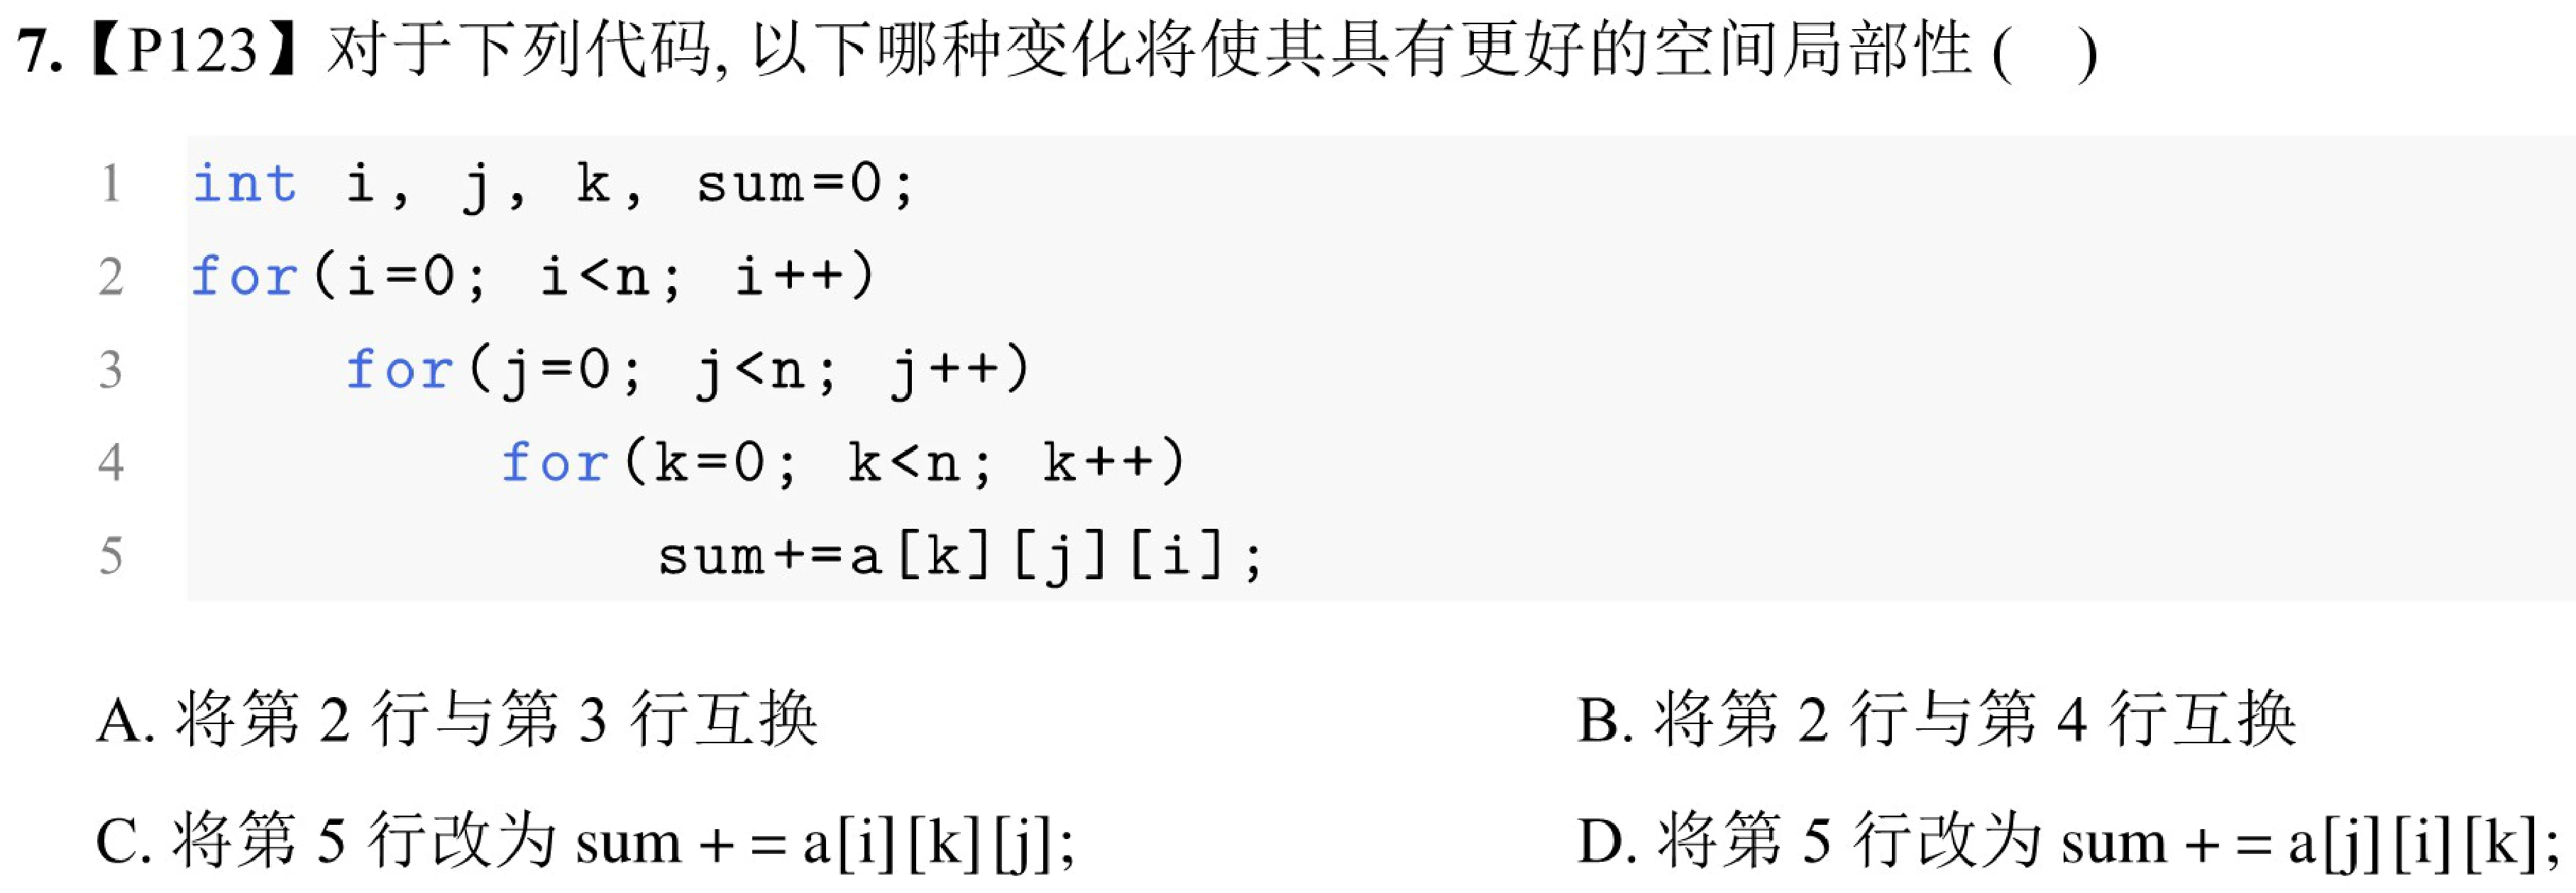 7.【P123】对于下列代码, 以下哪种变化将使其具有更好的空间局部性 ( )
1 int i, j, k, sum=0;
2 for(i=0; i<n; i++)
3 for(j=0; j<n; j++)
4 for(k=0; k<n; k++)
5 sum+=a[k][j][i];
A. 将第 2 行与第 3 行互换 B. 将第 2 行与第 4 行互换
C. 将第 5 行改为 sum + = a[i][k][j]; D. 将第 5 行改为 sum + = a[j][i][k];